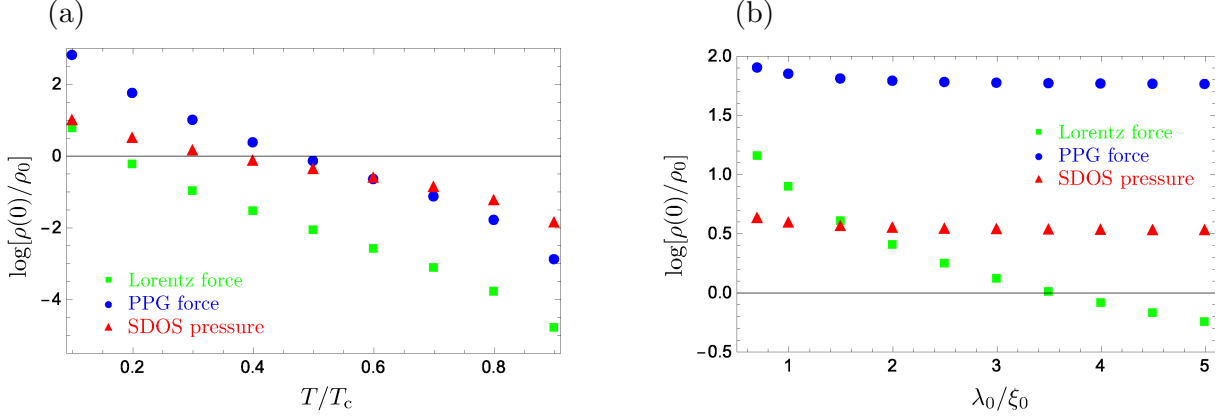 (a)
2
0
−2
−4
log[ρ(0)/ρ₀]
Lorentz force
PPG force
SDOS pressure
0.2 0.4 0.6 0.8
T/T_c
(b)
2.0
1.5
1.0
0.5
0.0
−0.5
log[ρ(0)/ρ₀]
Lorentz force
PPG force
SDOS pressure
1 2 3 4 5
λ₀/ξ₀